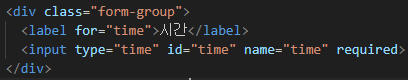 <div class="form-group">
<label for="time">시간</label>
<input type="time" id="time" name="time" required>
</div>